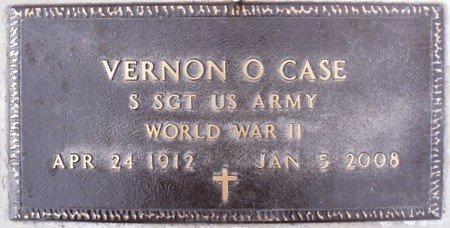 VERNON O CASE
S SGT US ARMY
WORLD WAR II
APR 24 1912 JAN 5 2008